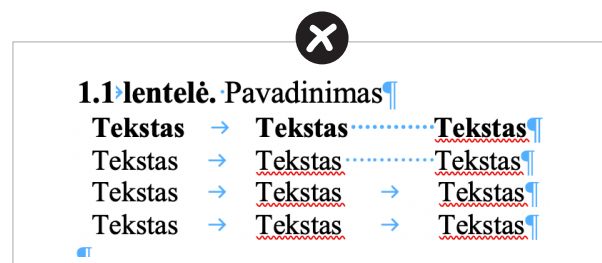 1.1 lentelė. Pavadinimas¶
Tekstas → Tekstas············Tekstas¶
Tekstas → Tekstas············Tekstas¶
Tekstas → Tekstas → Tekstas¶
Tekstas → Tekstas → Tekstas¶
¶